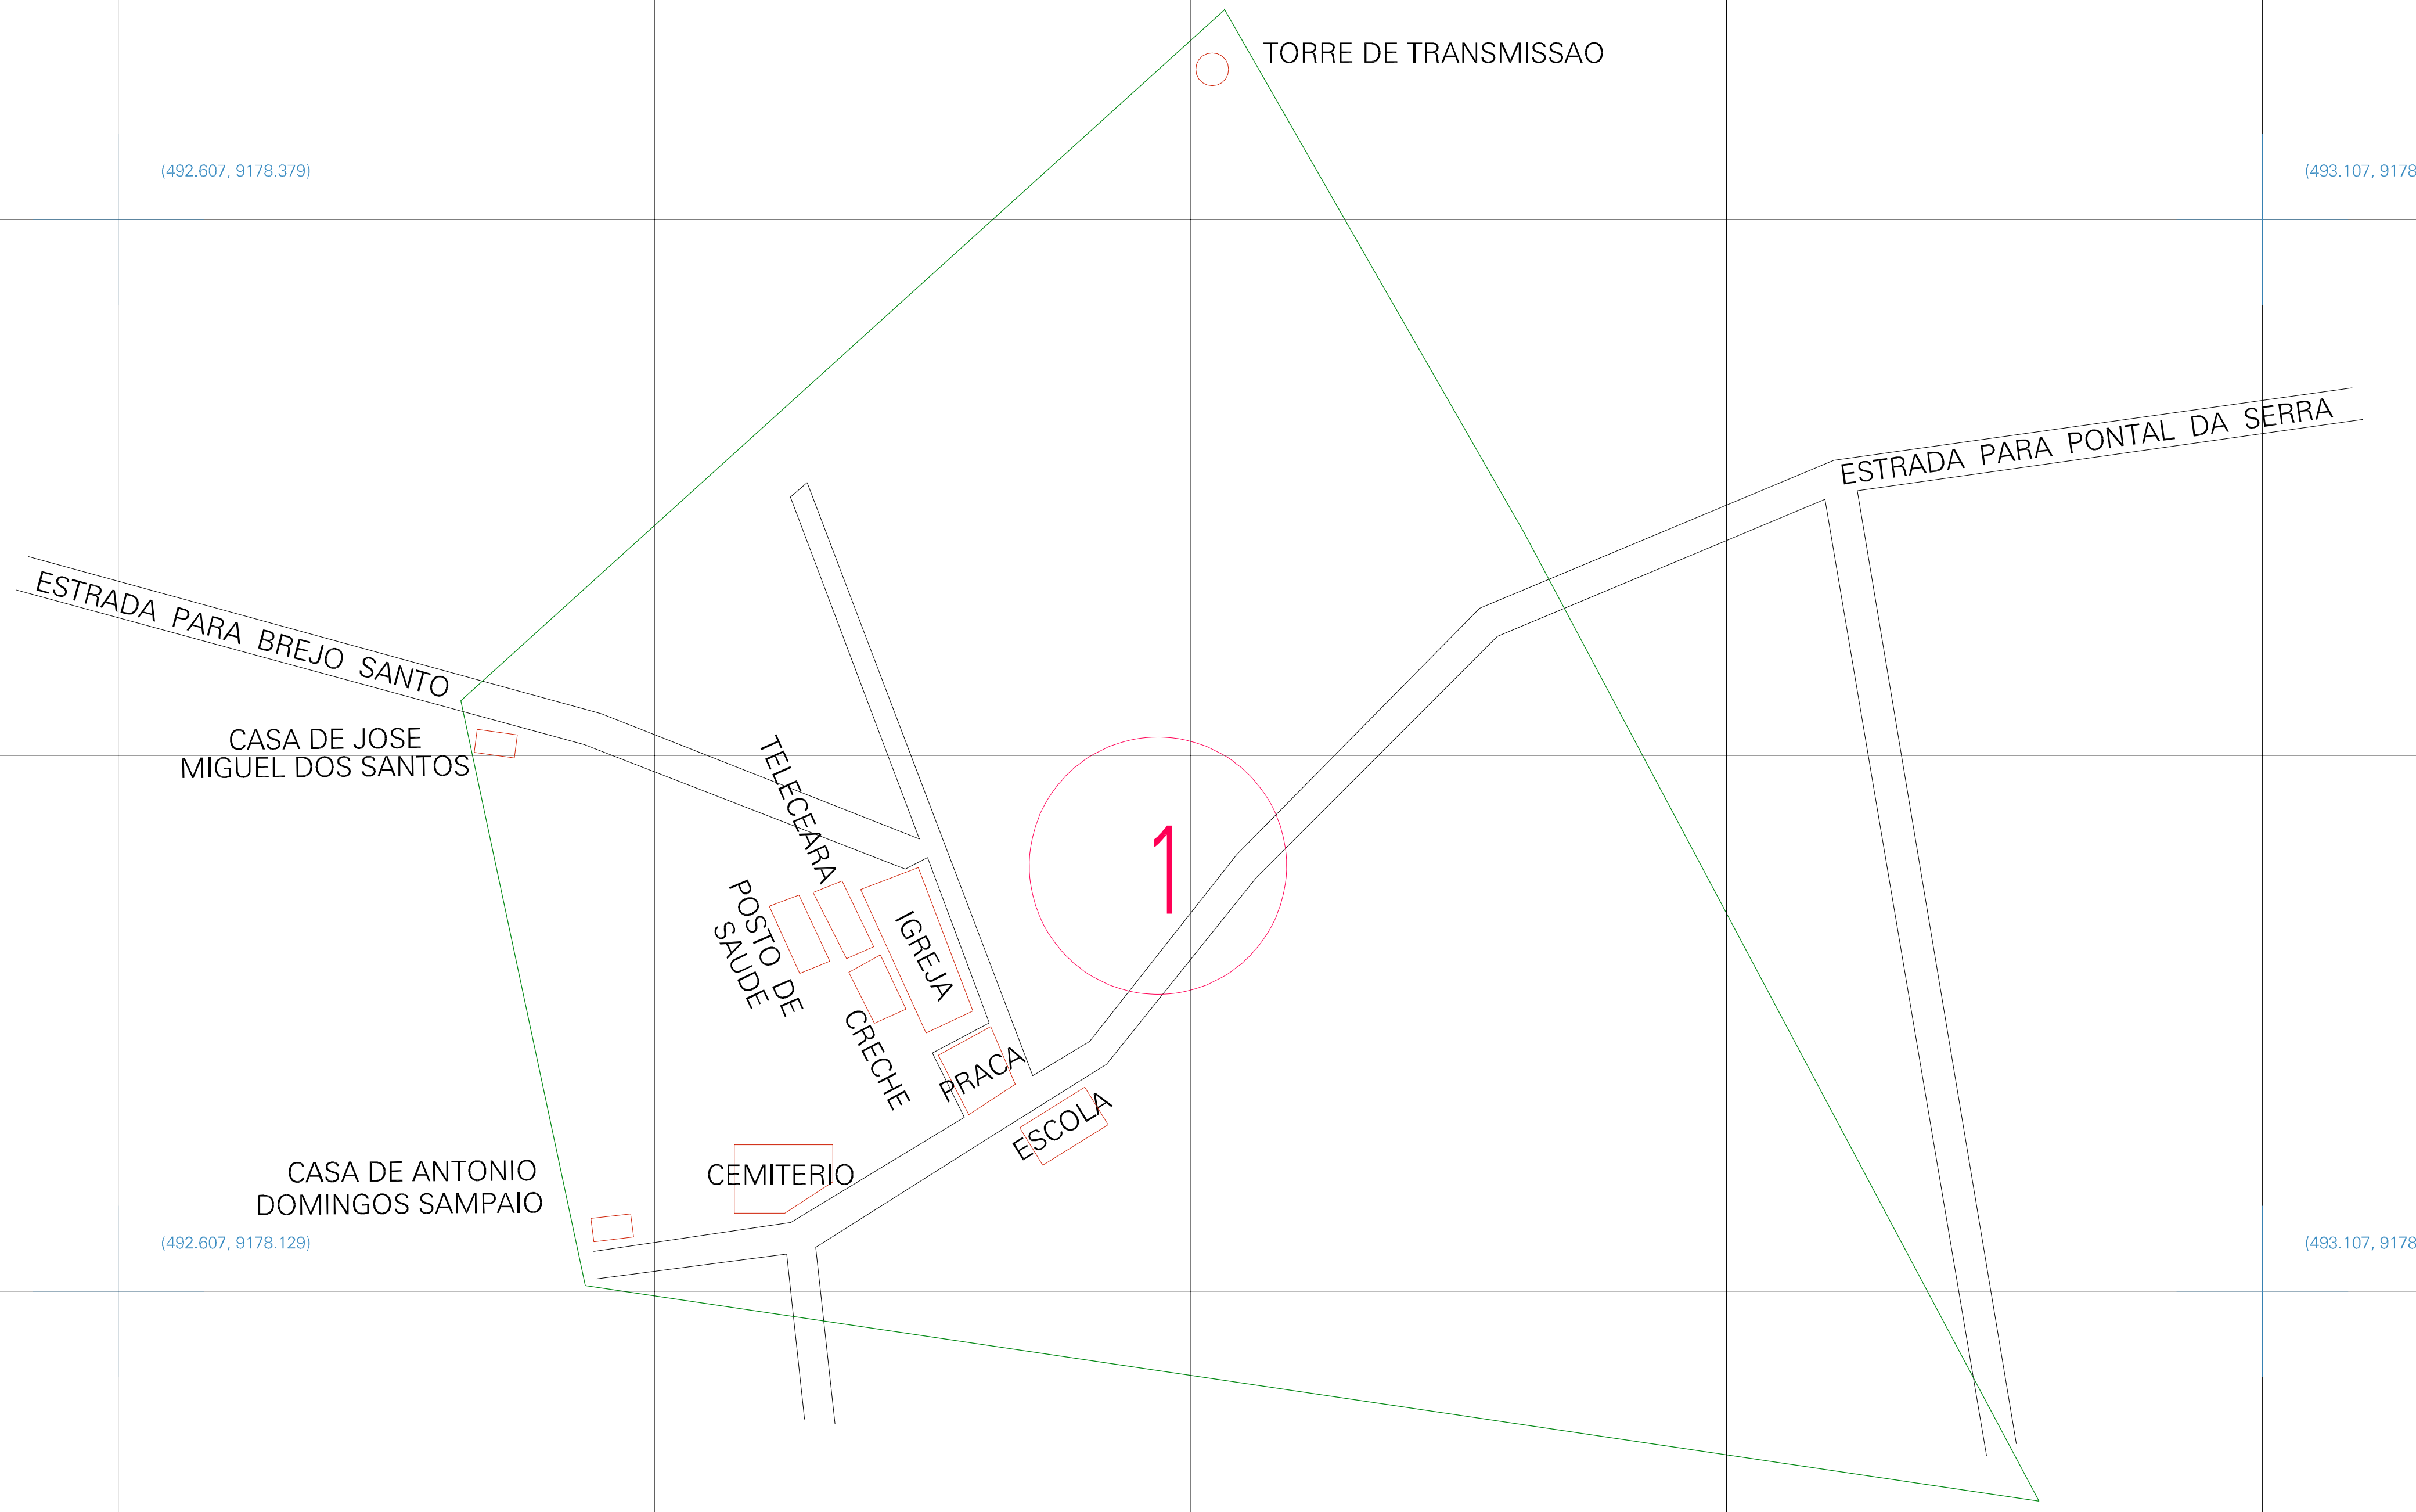 TORRE DE TRANSMISSAO
(492.607, 9178.379)
(493.107, 9178
ESTRADA PARA PONTAL DA SERRA
ESTRADA PARA BREJO SANTO
CASA DE JOSE
MIGUEL DOS SANTOS
TELECEARA
1
POSTO DE
SAUDE
IGREJA
CRECHE
PRACA
ESCOLA
CEMITERIO
CASA DE ANTONIO
DOMINGOS SAMPAIO
(492.607, 9178.129)
(493.107, 9178